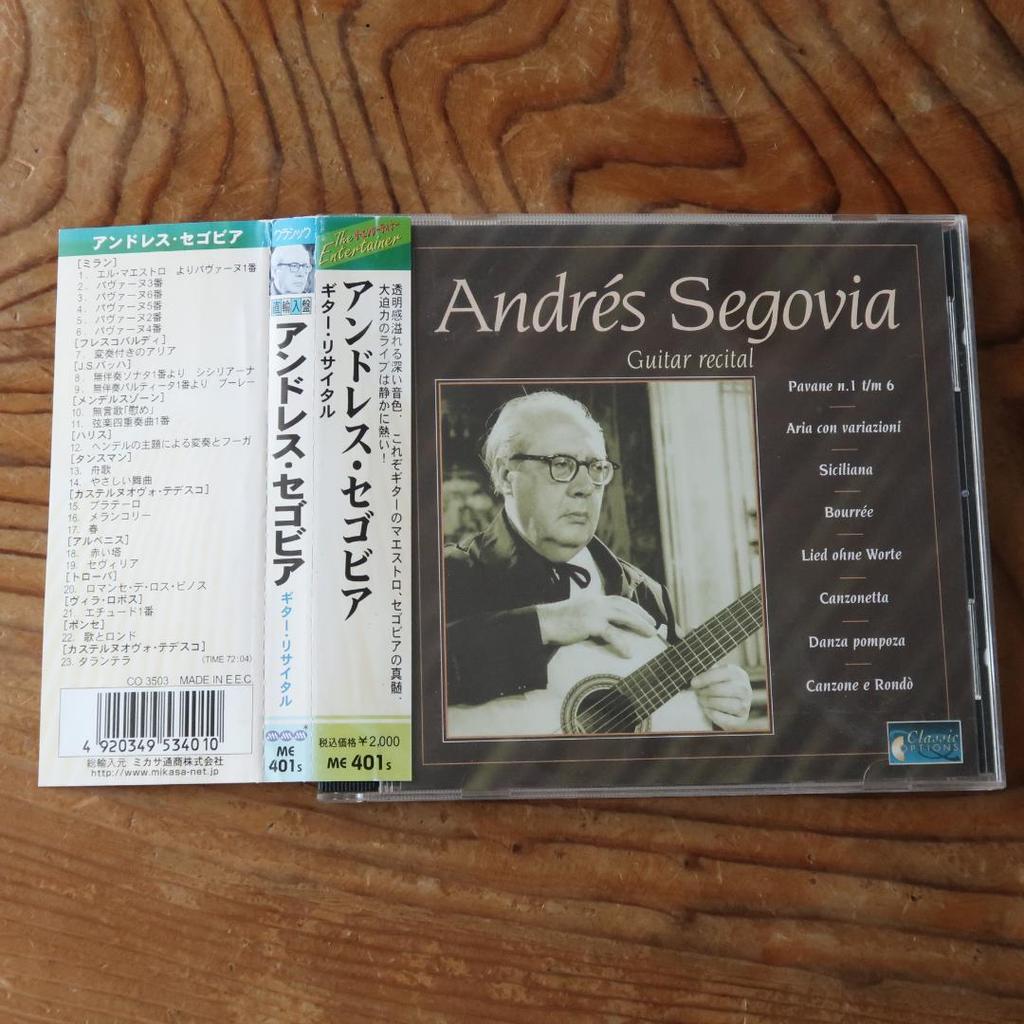 アンドレス・セゴビア
[ミラン]
1. エル・マエストロ よりパヴァーヌ1番
2. パヴァーヌ3番
3. パヴァーヌ6番
4. パヴァーヌ5番
5. パヴァーヌ2番
6. パヴァーヌ4番
[フレスコバルディ]
7. 変奏付きのアリア
[J.S.バッハ]
8. 無伴奏ソナタ1番より シシリアーナ
9. 無伴奏パルティータ1番より ブーレー
[メンデルスゾーン]
10. 無言歌「慰め」
11. 弦楽四重奏曲1番
[ハリス]
12. ヘンデルの主題による変奏とフーガ
[タンスマン]
13. 舟歌
14. やさしい舞曲
[カステルヌオヴォ・テデスコ]
15. プラテーロ
16. メランコリー
17. 春
[アルベニス]
18. 赤い塔
19. セヴィリア
[トローバ]
20. ロマンセ・デ・ロス・ピノス
[ヴィラ・ロボス]
21. エチュード1番
[ポンセ]
22. 歌とロンド
[カステルヌオヴォ・テデスコ]
23. タランテラ (TIME 72:04)
CO 3503 MADE IN E.E.C.
4 920349 534010
総輸入元 ミカサ通商株式会社
http://www.mikasa-net.jp
クラシック
直輸入盤
アンドレス・セゴビア
ギター・リサイタル
ME
401s
The ザ・エンターテイナー
Entertainer
透明感溢れる深い音色、これぞギターのマエストロ、セゴビアの真髄、
大迫力のライブは静かに熱い!
アンドレス・セゴビア
ギター・リサイタル
税込価格¥2,000
ME 401s
Andrés Segovia
Guitar recital
Pavane n.1 t/m 6
Aria con variazioni
Siciliana
Bourrée
Lied ohne Worte
Canzonetta
Danza pompoza
Canzone e Rondò
Classic
OPTIONS